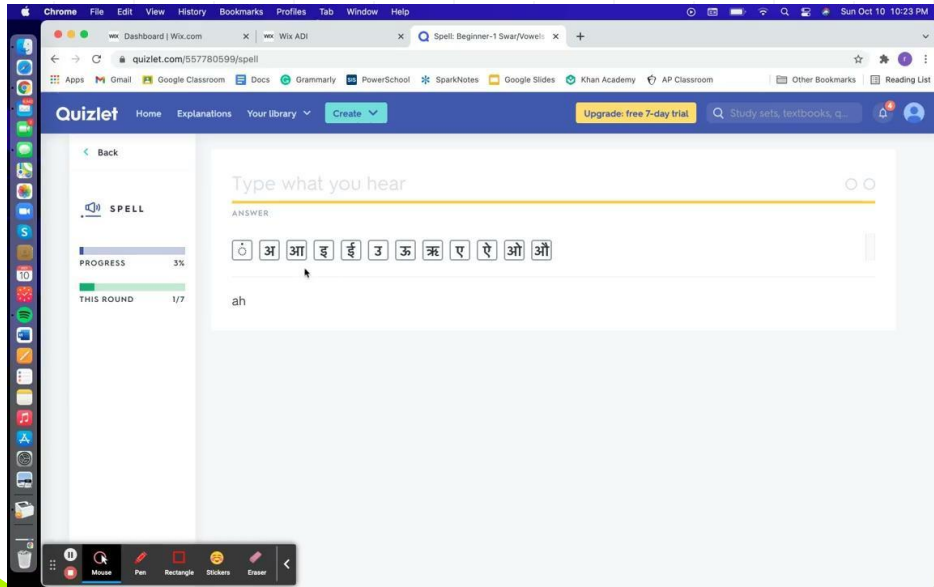 Chrome File Edit View History Bookmarks Profiles Tab Window Help Sun Oct 10 10:23 PM
WX Dashboard | Wix.com
WX Wix ADI
Q Spell: Beginner-1 Swar/Vowels
quizlet.com/557780599/spell
Apps Gmail Google Classroom Docs Grammarly SIS PowerSchool SparkNotes Google Slides Khan Academy AP Classroom Other Bookmarks Reading List
Quizlet Home Explanations Your library Create Upgrade: free 7-day trial Search Study sets, textbooks, q...
Back
Type what you hear
SPELL
ANSWER
ं अ आ इ ई उ ऊ ऋ ए ऐ ओ औ
PROGRESS 3%
THIS ROUND 1/7
ah
Mouse Pen Rectangle Stickers Eraser